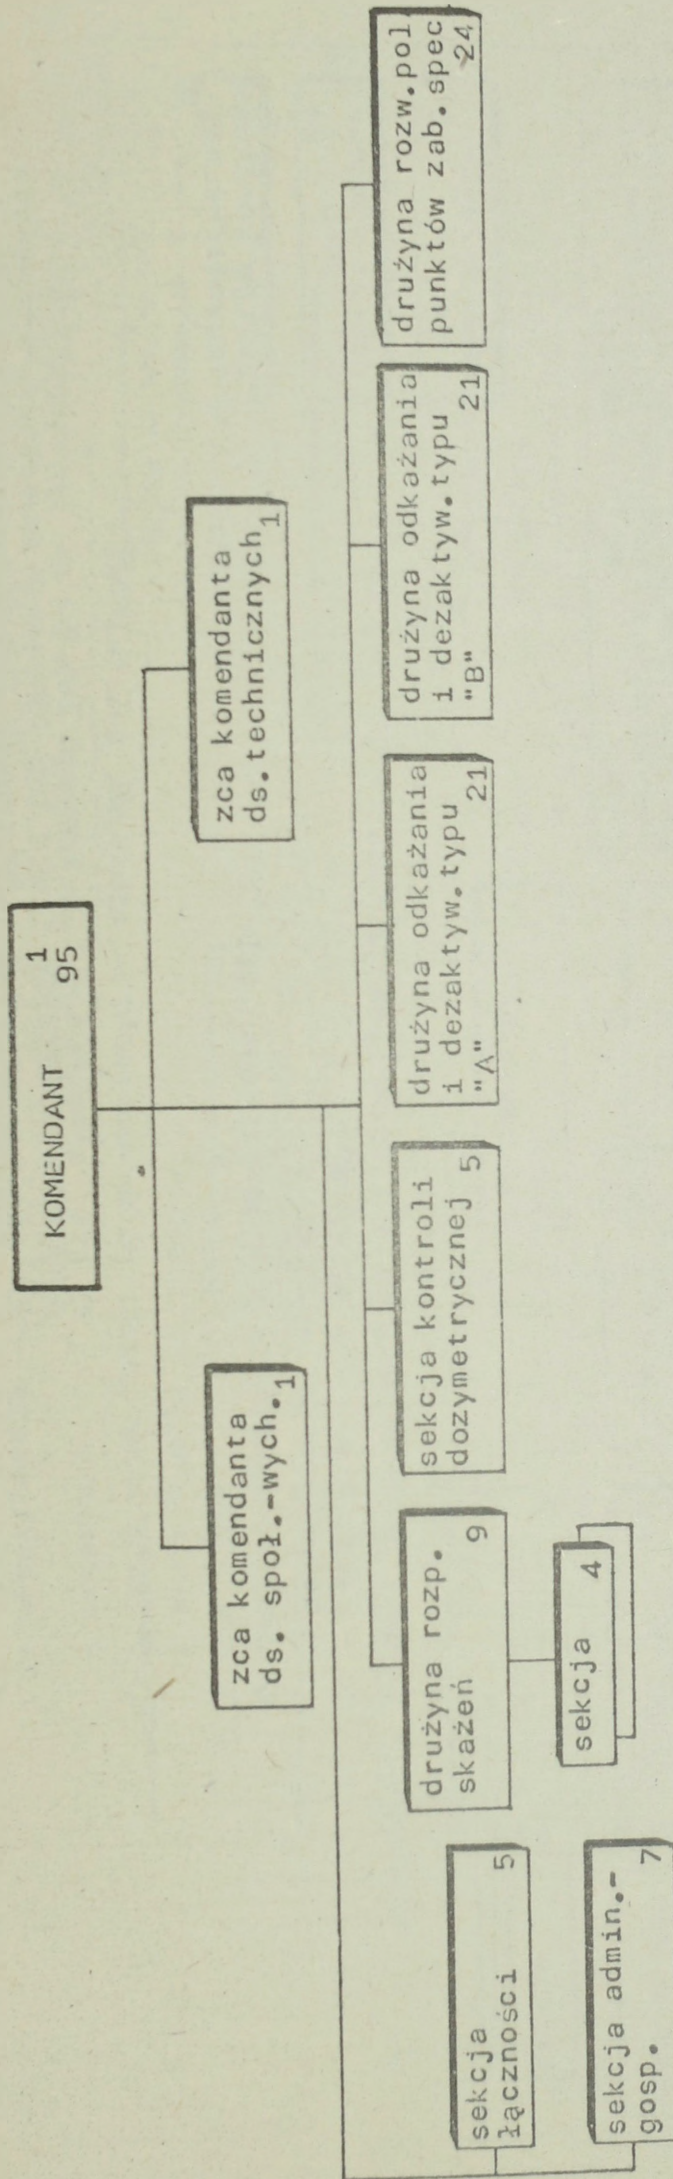 KOMENDANT 1
95
zca komendanta
ds. społ.-wych. 1
zca komendanta
ds.technicznych 1
sekcja
łączności 5
sekcja admin.-
gosp. 7
drużyna rozp.
skażeń 9
sekcja 4
sekcja kontroli
dozymetrycznej 5
drużyna odkażania
i dezaktyw.typu
"A" 21
drużyna odkażania
i dezaktyw.typu
"B" 21
drużyna rozw.pol
punktów zab.spec
24